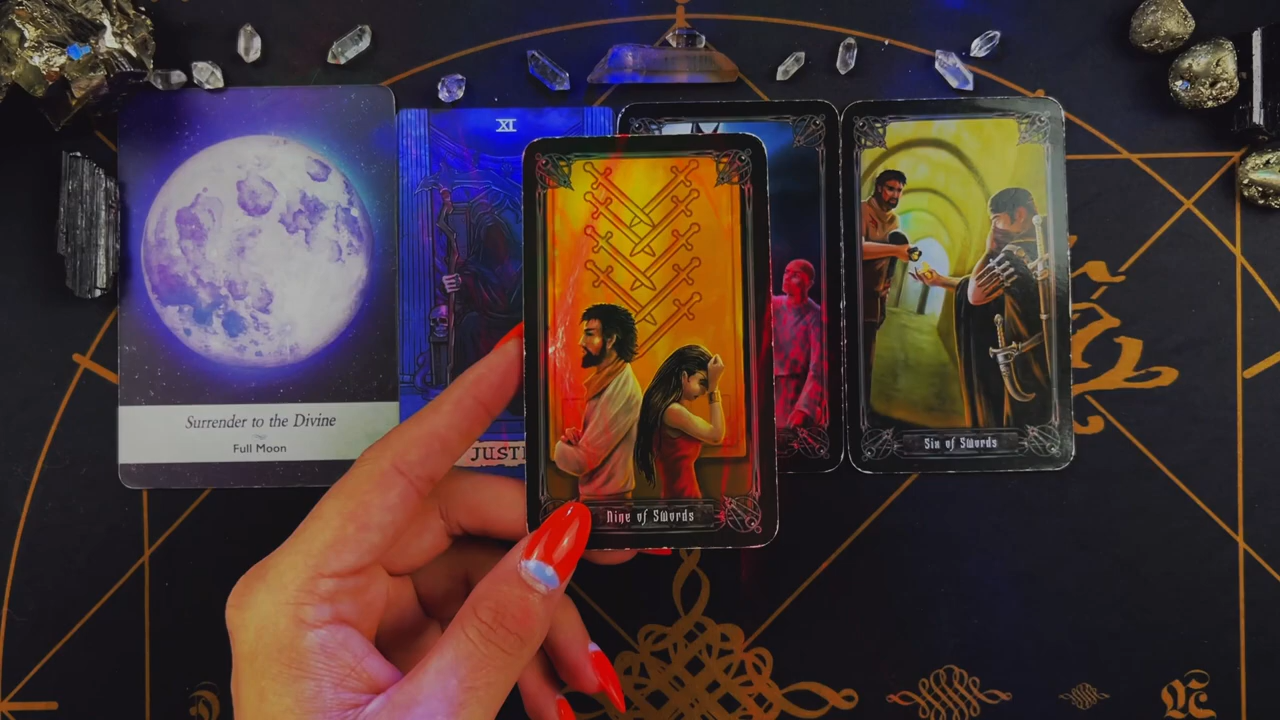 Surrender to the Divine
Full Moon
XI
JUSTI
Nine of Swords
Six of Swords